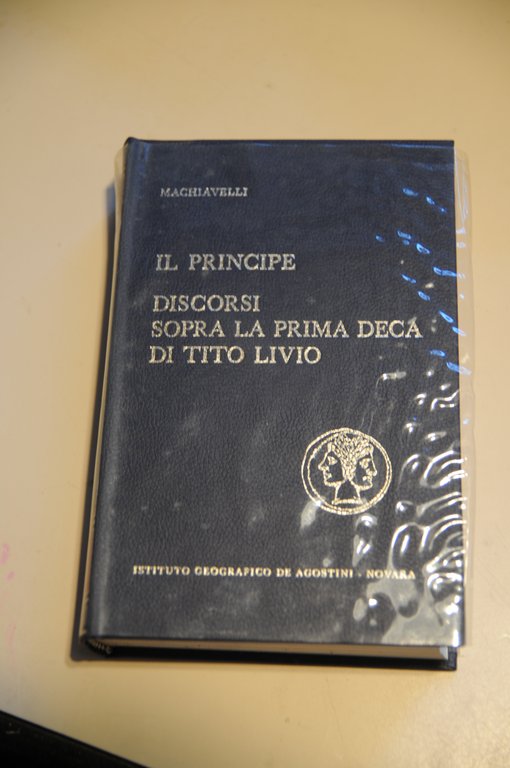 MACHIAVELLI
IL PRINCIPE
DISCORSI
SOPRA LA PRIMA DECA
DI TITO LIVIO
ISTITUTO GEOGRAFICO DE AGOSTINI - NOVARA